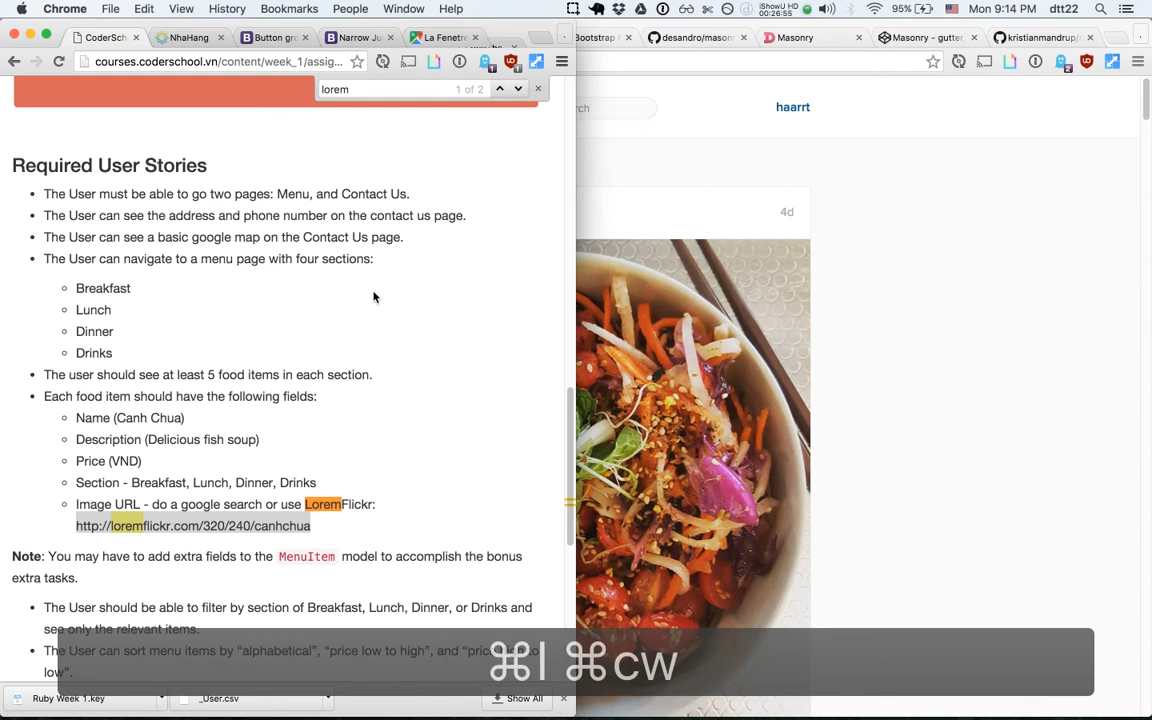 Chrome File Edit View History Bookmarks People Window Help
iShowU HD
00:26:55
95%
Mon 9:14 PM dtt22
CoderSch
NhaHang
Button gro
Narrow Ju
La Fenetre
Bootstrap F
desandro/mason
Masonry
Masonry - gutter,
kristianmandrup/
courses.coderschool.vn/content/week_1/assig...
lorem
1 of 2
rch
haarrt
4d
Required User Stories
The User must be able to go two pages: Menu, and Contact Us.
The User can see the address and phone number on the contact us page.
The User can see a basic google map on the Contact Us page.
The User can navigate to a menu page with four sections:
Breakfast
Lunch
Dinner
Drinks
The user should see at least 5 food items in each section.
Each food item should have the following fields:
Name (Canh Chua)
Description (Delicious fish soup)
Price (VND)
Section - Breakfast, Lunch, Dinner, Drinks
Image URL - do a google search or use LoremFlickr:
http://loremflickr.com/320/240/canhchua
Note: You may have to add extra fields to the MenuItem model to accomplish the bonus
extra tasks.
The User should be able to filter by section of Breakfast, Lunch, Dinner, or Drinks and
see only the relevant items.
The User can sort menu items by “alphabetical”, “price low to high”, and “price high to
low”.
⌘l ⌘cw
Ruby Week 1.key
_User.csv
Show All